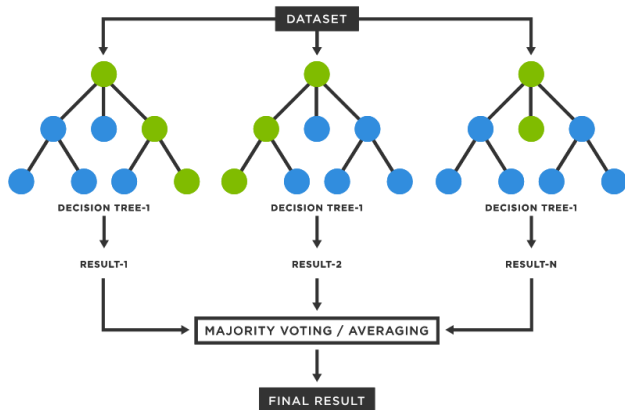 DATASET
DECISION TREE-1
DECISION TREE-1
DECISION TREE-1
RESULT-1
RESULT-2
RESULT-N
MAJORITY VOTING / AVERAGING
FINAL RESULT